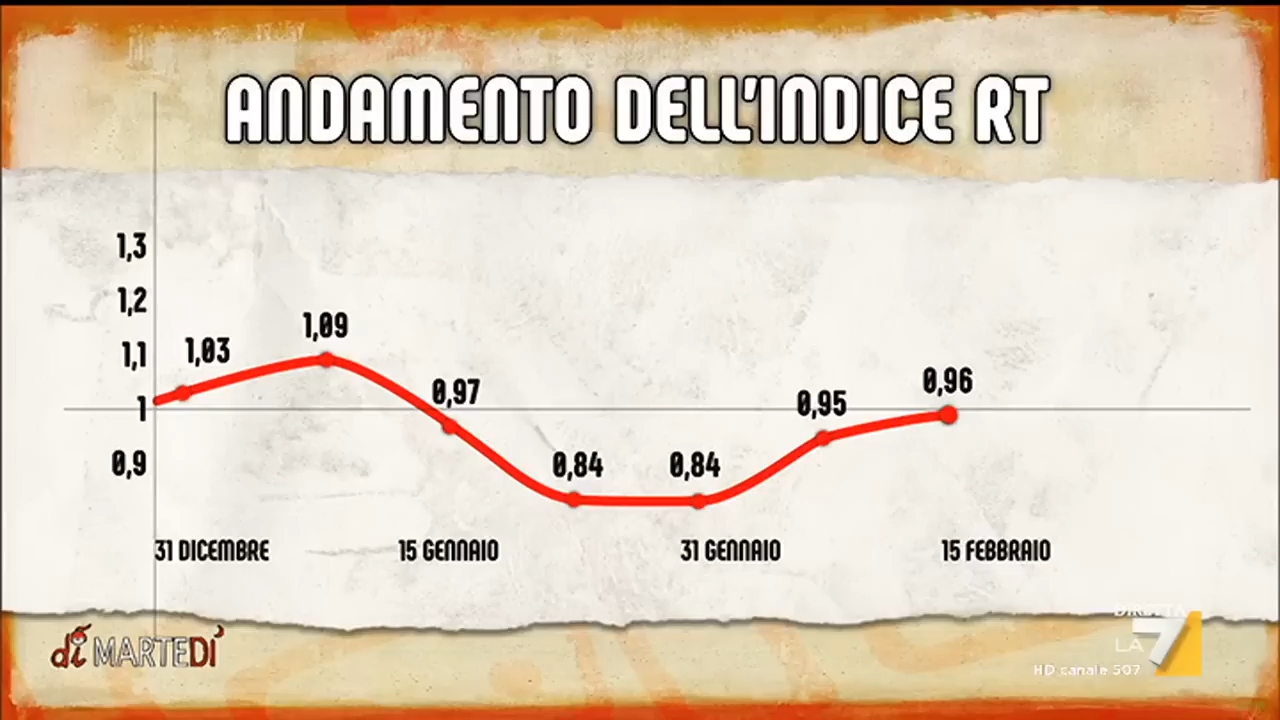 ANDAMENTO DELL'INDICE RT
1,3
1,2
1,1
1
0,9
1,03
1,09
0,97
0,84
0,84
0,95
0,96
31 DICEMBRE
15 GENNAIO
31 GENNAIO
15 FEBBRAIO
dì MARTEDÌ
DIRETTA
LA 7
HD canale 507